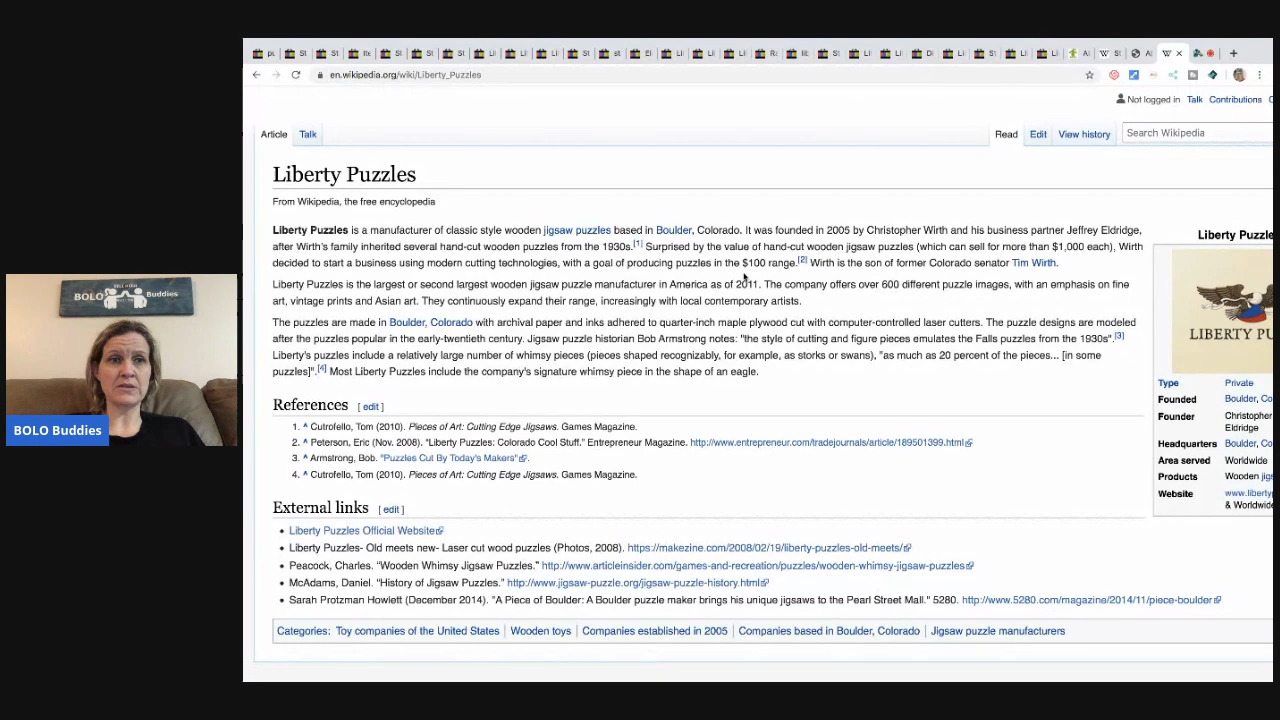 en.wikipedia.org/wiki/Liberty_Puzzles
Not logged in Talk Contributions
Article Talk Read Edit View history Search Wikipedia
Liberty Puzzles
From Wikipedia, the free encyclopedia
Liberty Puzzles is a manufacturer of classic style wooden jigsaw puzzles based in Boulder, Colorado. It was founded in 2005 by Christopher Wirth and his business partner Jeffrey Eldridge,
after Wirth's family inherited several hand-cut wooden puzzles from the 1930s.[1] Surprised by the value of hand-cut wooden jigsaw puzzles (which can sell for more than $1,000 each), Wirth
decided to start a business using modern cutting technologies, with a goal of producing puzzles in the $100 range.[2] Wirth is the son of former Colorado senator Tim Wirth.
Liberty Puzzles is the largest or second largest wooden jigsaw puzzle manufacturer in America as of 2011. The company offers over 600 different puzzle images, with an emphasis on fine
art, vintage prints and Asian art. They continuously expand their range, increasingly with local contemporary artists.
The puzzles are made in Boulder, Colorado with archival paper and inks adhered to quarter-inch maple plywood cut with computer-controlled laser cutters. The puzzle designs are modeled
after the puzzles popular in the early-twentieth century. Jigsaw puzzle historian Bob Armstrong notes: "the style of cutting and figure pieces emulates the Falls puzzles from the 1930s".[3]
Liberty's puzzles include a relatively large number of whimsy pieces (pieces shaped recognizably, for example, as storks or swans), "as much as 20 percent of the pieces... [in some
puzzles]".[4] Most Liberty Puzzles include the company's signature whimsy piece in the shape of an eagle.
References [ edit ]
1. ^ Cutrofello, Tom (2010). Pieces of Art: Cutting Edge Jigsaws. Games Magazine.
2. ^ Peterson, Eric (Nov. 2008). "Liberty Puzzles: Colorado Cool Stuff." Entrepreneur Magazine. http://www.entrepreneur.com/tradejournals/article/189501399.html
3. ^ Armstrong, Bob. "Puzzles Cut By Today's Makers".
4. ^ Cutrofello, Tom (2010). Pieces of Art: Cutting Edge Jigsaws. Games Magazine.
External links [ edit ]
• Liberty Puzzles Official Website
• Liberty Puzzles- Old meets new- Laser cut wood puzzles (Photos, 2008). https://makezine.com/2008/02/19/liberty-puzzles-old-meets/
• Peacock, Charles. "Wooden Whimsy Jigsaw Puzzles." http://www.articleinsider.com/games-and-recreation/puzzles/wooden-whimsy-jigsaw-puzzles
• McAdams, Daniel. "History of Jigsaw Puzzles." http://www.jigsaw-puzzle.org/jigsaw-puzzle-history.html
• Sarah Protzman Howlett (December 2014). "A Piece of Boulder: A Boulder puzzle maker brings his unique jigsaws to the Pearl Street Mall." 5280. http://www.5280.com/magazine/2014/11/piece-boulder
Categories: Toy companies of the United States | Wooden toys | Companies established in 2005 | Companies based in Boulder, Colorado | Jigsaw puzzle manufacturers
Liberty Puzzle
LIBERTY PU
Type Private
Founded Boulder, Co
Founder Christopher
Eldridge
Headquarters Boulder, Co
Area served Worldwide
Products Wooden jig
Website www.liberty
& Worldwide
BOLO Buddies
BOLO Buddies